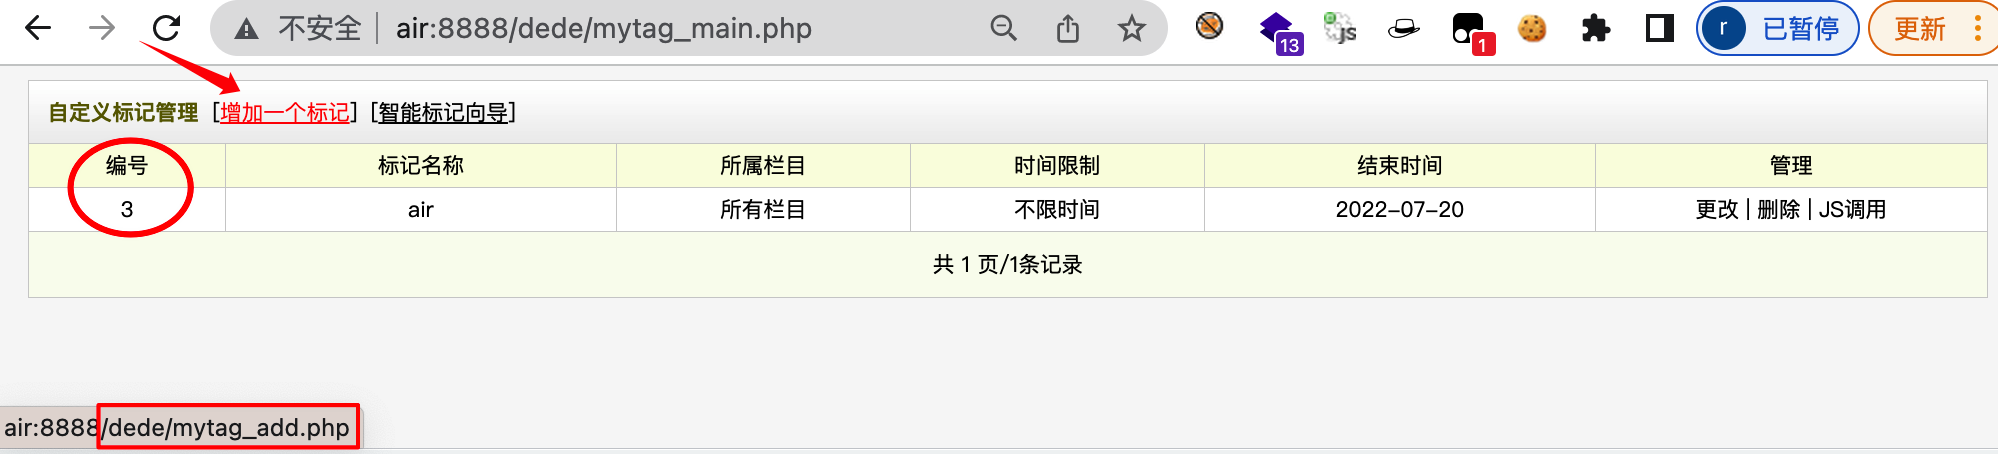 不安全 air:8888/dede/mytag_main.php 13 js 1 r 已暂停 更新
自定义标记管理 [增加一个标记] [智能标记向导]
编号 标记名称 所属栏目 时间限制 结束时间 管理
3 air 所有栏目 不限时间 2022-07-20 更改 | 删除 | JS调用
共 1 页/1条记录
air:8888/dede/mytag_add.php